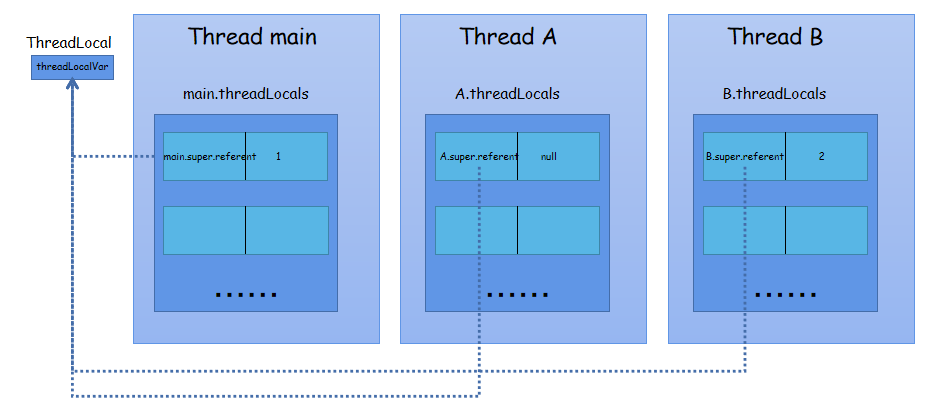 Thread main
Thread A
Thread B
ThreadLocal
threadLocalVar
main.threadLocals
A.threadLocals
B.threadLocals
main.super.referent 1
A.super.referent null
B.super.referent 2
......
......
......